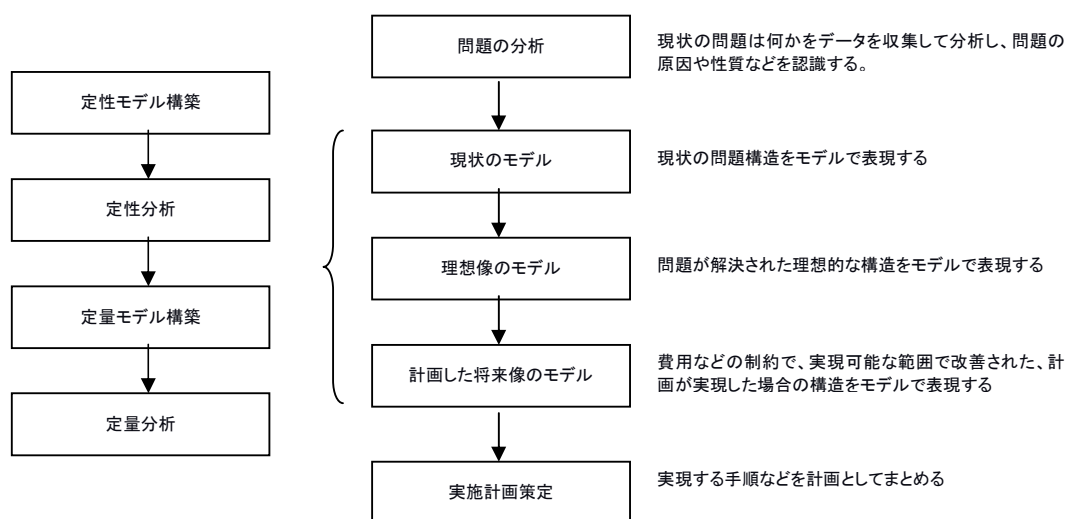 定性モデル構築
定性分析
定量モデル構築
定量分析
問題の分析
現状の問題は何かをデータを収集して分析し、問題の
原因や性質などを認識する。
現状のモデル
現状の問題構造をモデルで表現する
理想像のモデル
問題が解決された理想的な構造をモデルで表現する
計画した将来像のモデル
費用などの制約で、実現可能な範囲で改善された、計
画が実現した場合の構造をモデルで表現する
実施計画策定
実現する手順などを計画としてまとめる